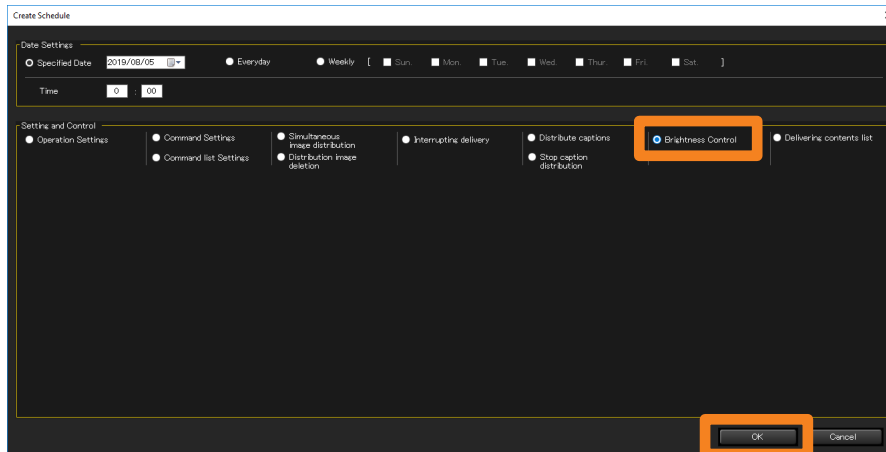 Create Schedule
Date Settings
Specified Date 2019/08/05 Everyday Weekly [ Sun. Mon. Tue. Wed. Thur. Fri. Sat. ]
Time 0 : 00
Setting and Control
Operation Settings
Command Settings
Command list Settings
Simultaneous
image distribution
Distribution image
deletion
Interrupting delivery
Distribute captions
Stop caption
distribution
Brightness Control
Delivering contents list
OK Cancel